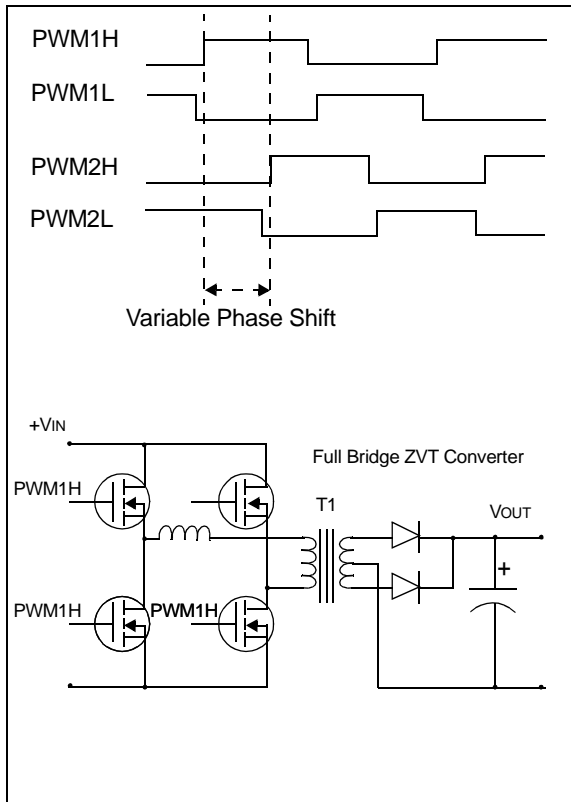 PWM1H
PWM1L
PWM2H
PWM2L
Variable Phase Shift
+VIN
Full Bridge ZVT Converter
PWM1H
T1
VOUT
+
PWM1H
PWM1H